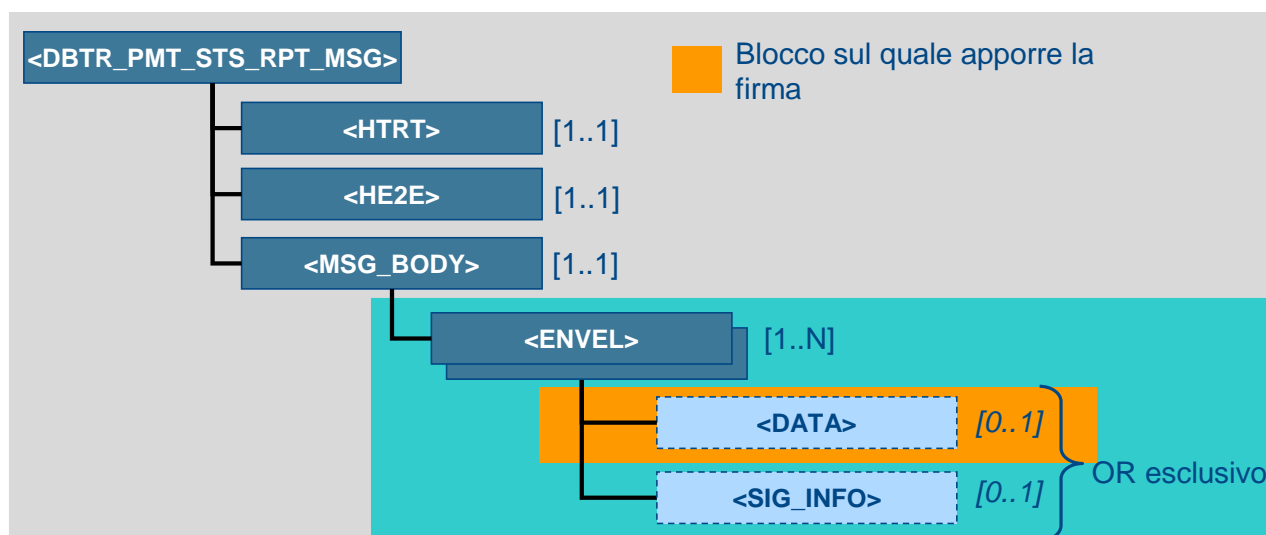 <DBTR_PMT_STS_RPT_MSG>
Blocco sul quale apporre la
firma
<HTRT> [1..1]
<HE2E> [1..1]
<MSG_BODY> [1..1]
<ENVEL> [1..N]
<DATA> [0..1]
OR esclusivo
<SIG_INFO> [0..1]